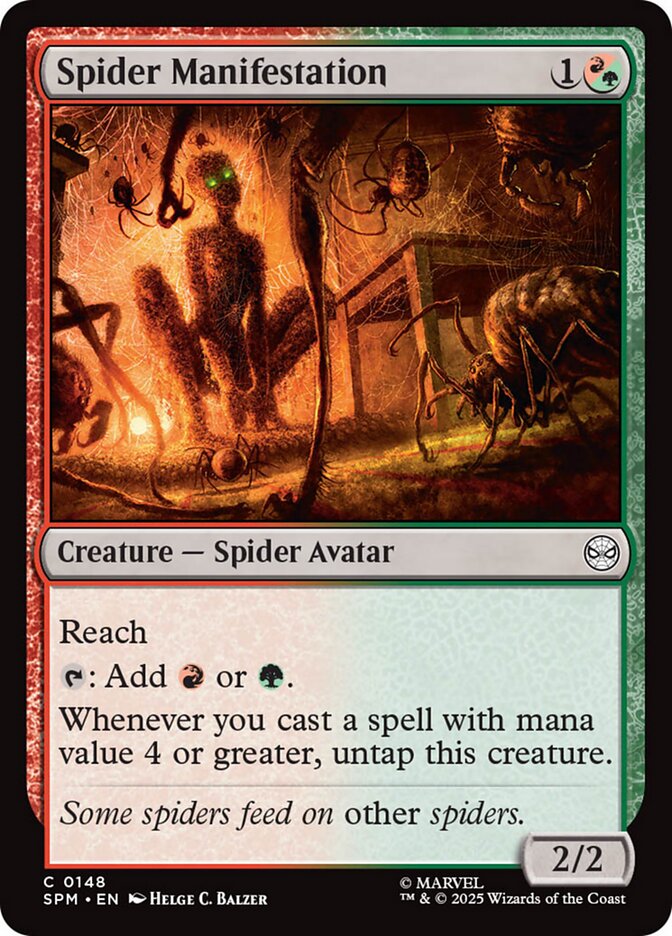 Spider Manifestation 1
Creature — Spider Avatar
Reach
: Add or .
Whenever you cast a spell with mana
value 4 or greater, untap this creature.
Some spiders feed on other spiders.
2/2
C 0148
SPM • EN HELGE C. BALZER
© MARVEL
™ & © 2025 Wizards of the Coast